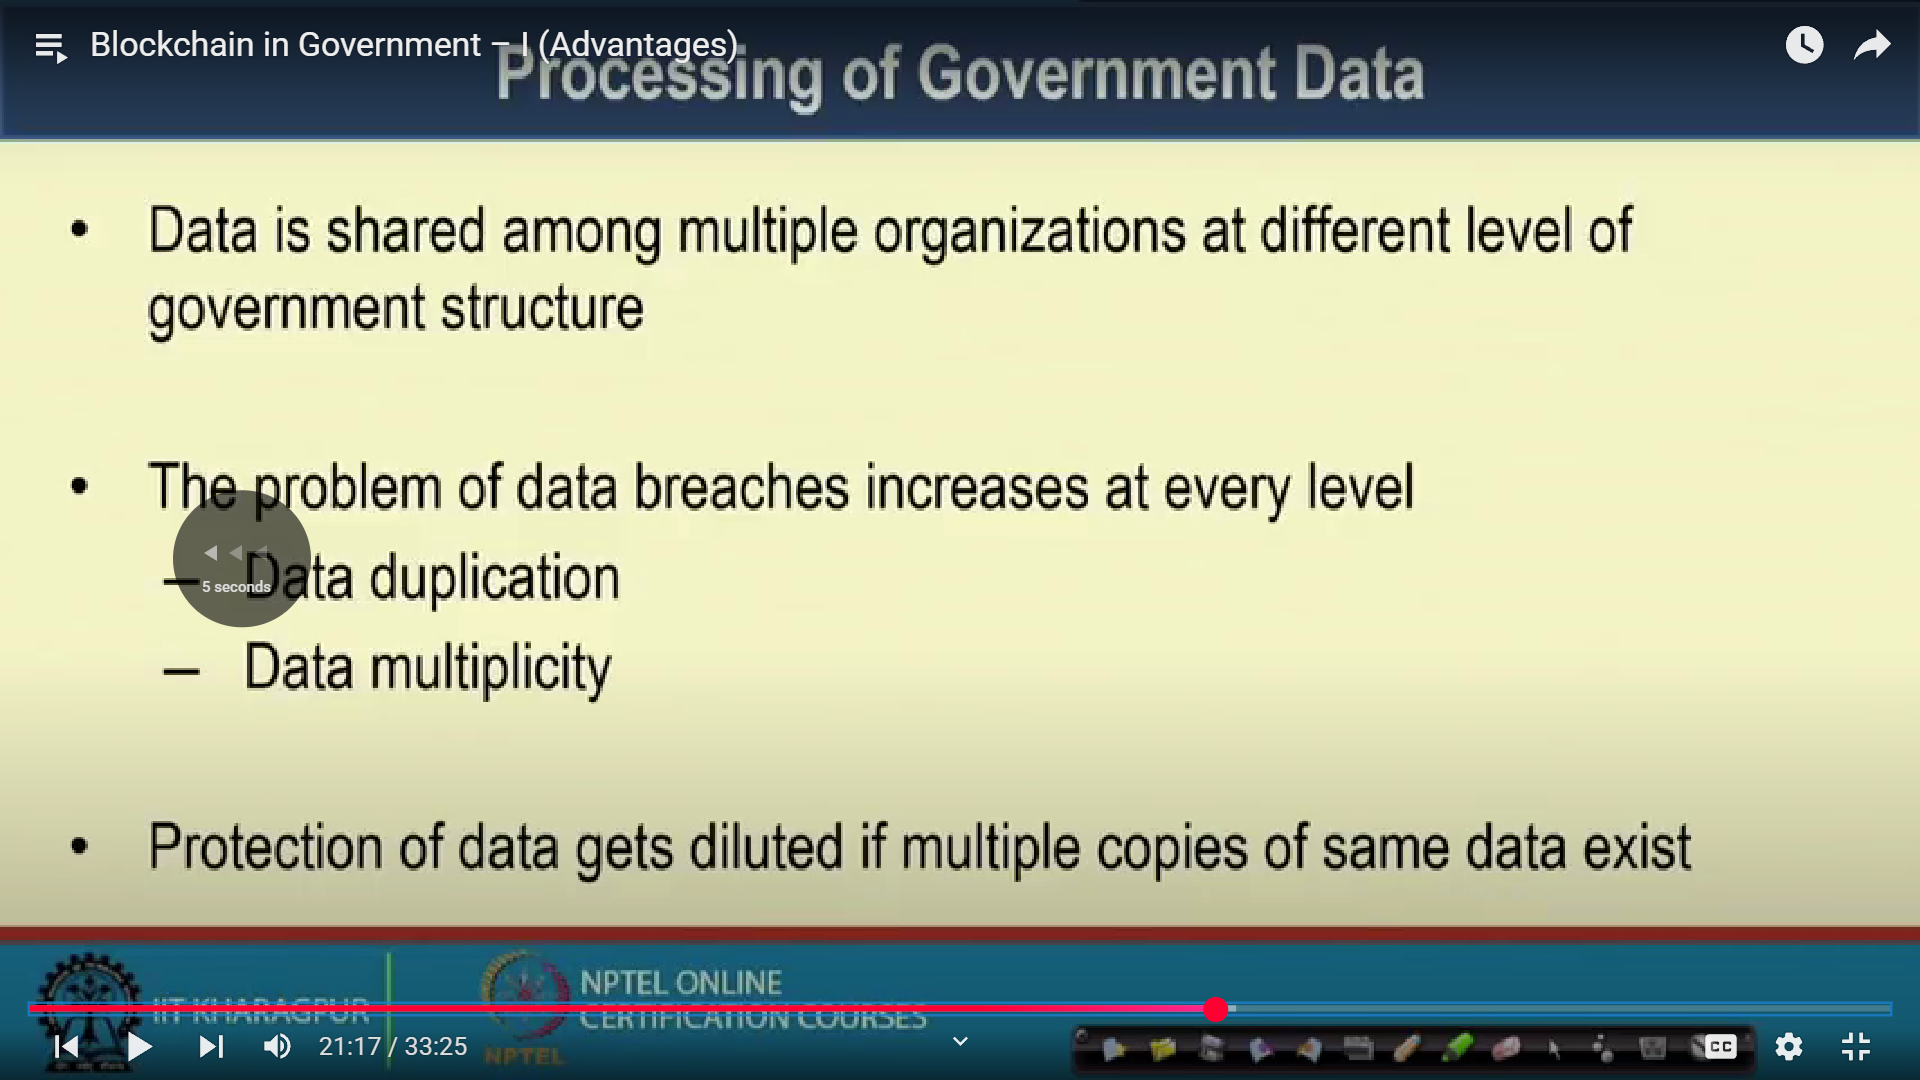 Blockchain in Government – I (Advantages)
Processing of Government Data
• Data is shared among multiple organizations at different level of
government structure
• The problem of data breaches increases at every level
– Data duplication
5 seconds
– Data multiplicity
• Protection of data gets diluted if multiple copies of same data exist
IIT KHARAGPUR
NPTEL ONLINE
CERTIFICATION COURSES
NPTEL
21:17 / 33:25
CC